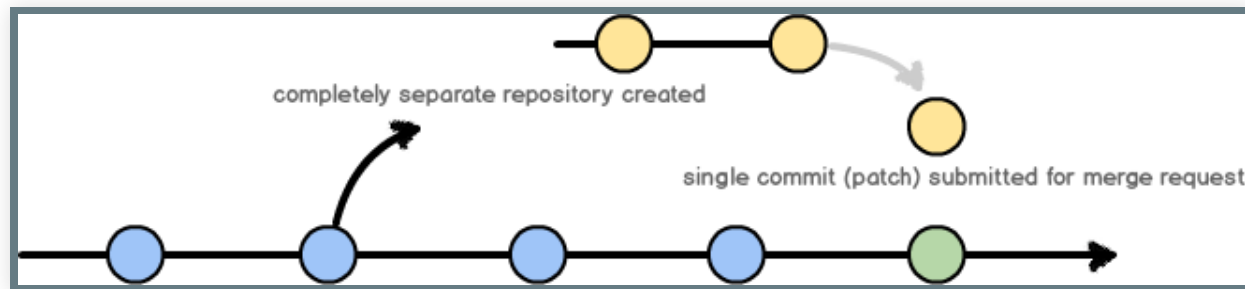 completely separate repository created
single commit (patch) submitted for merge request